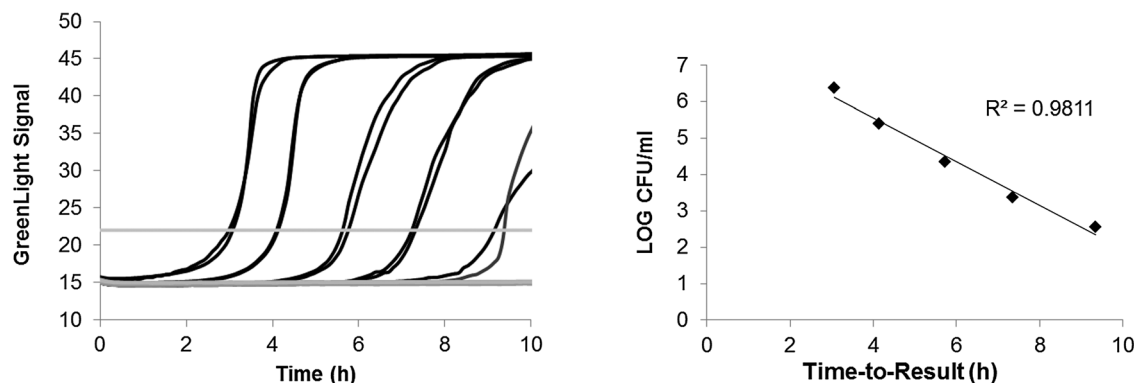 50
45
40
35
30
25
20
15
10
GreenLight Signal
0 2 4 6 8 10
Time (h)
7
6
5
4
3
2
1
0
LOG CFU/ml
R² = 0.9811
0 2 4 6 8 10
Time-to-Result (h)